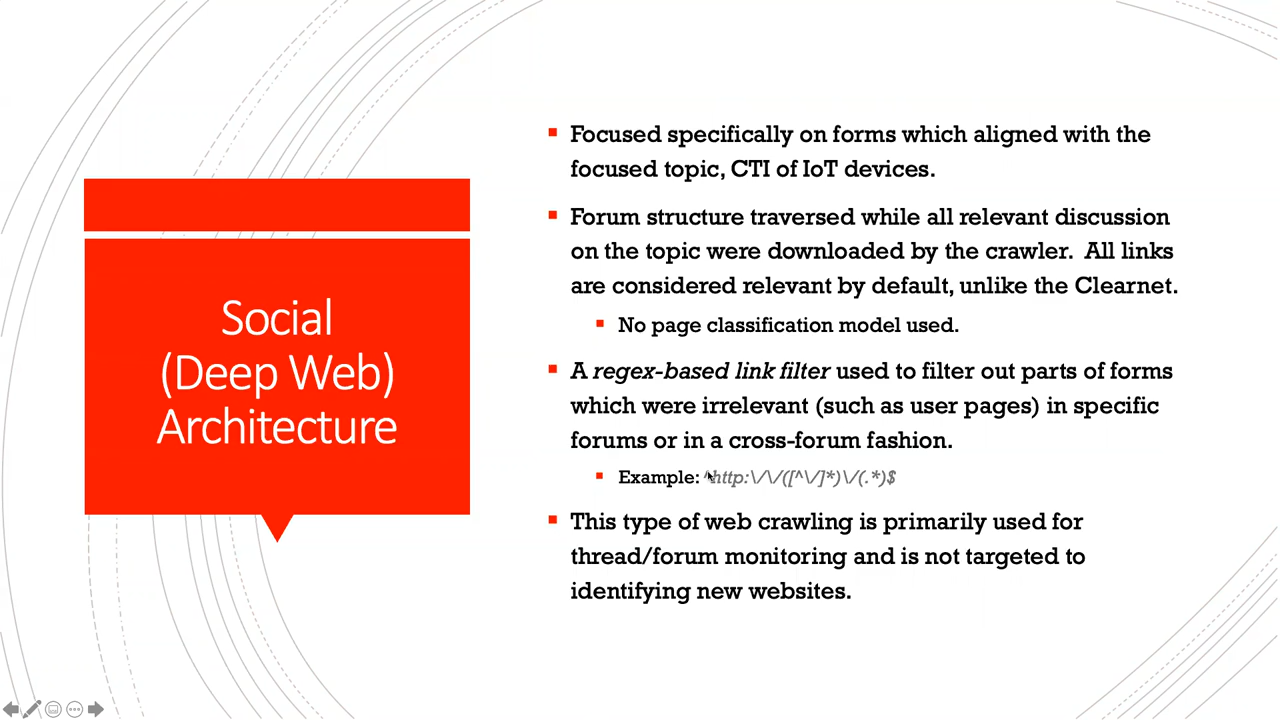 Social
(Deep Web)
Architecture
Focused specifically on forms which aligned with the
focused topic, CTI of IoT devices.
Forum structure traversed while all relevant discussion
on the topic were downloaded by the crawler.  All links
are considered relevant by default, unlike the Clearnet.
No page classification model used.
A regex-based link filter used to filter out parts of forms
which were irrelevant (such as user pages) in specific
forums or in a cross-forum fashion.
Example: ^http:\/\/([^\/]*)\/(.*)$
This type of web crawling is primarily used for
thread/forum monitoring and is not targeted to
identifying new websites.